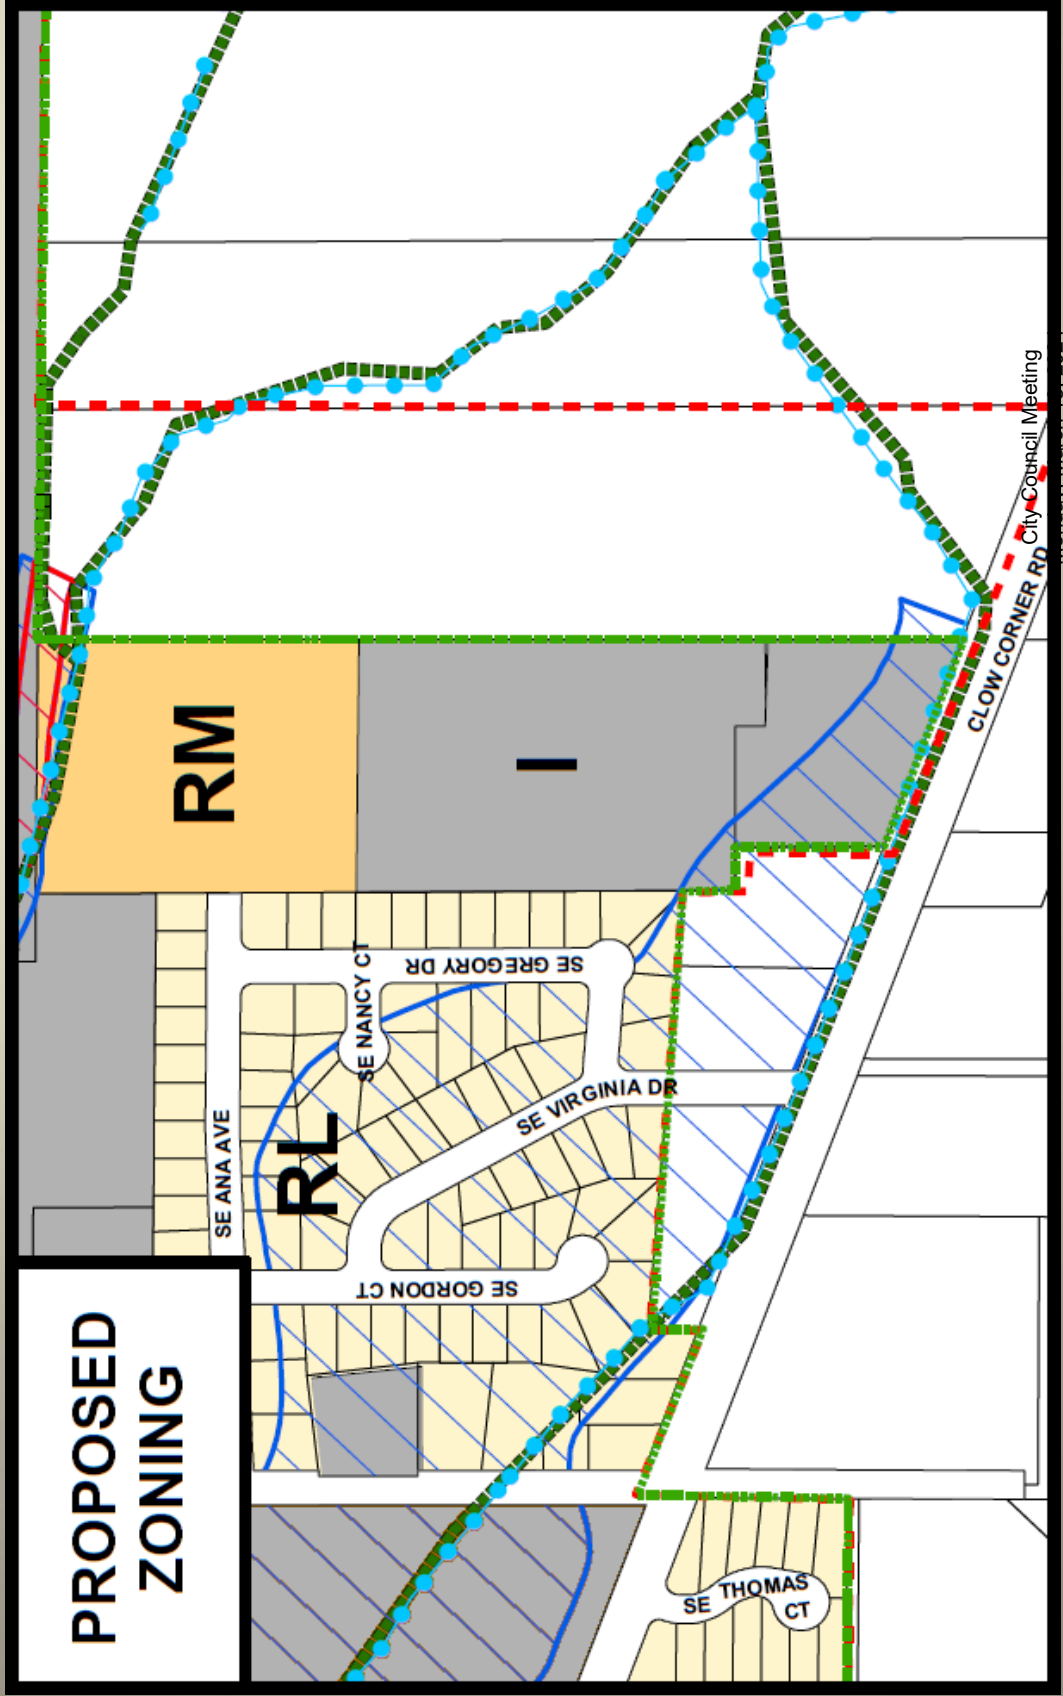 City Council Meeting
CLOW CORNER RD
RM
I
SE GREGORY DR
SE NANCY CT
SE VIRGINIA DR
SE ANA AVE
RL
SE GORDON CT
PROPOSED
ZONING
SE THOMAS
CT